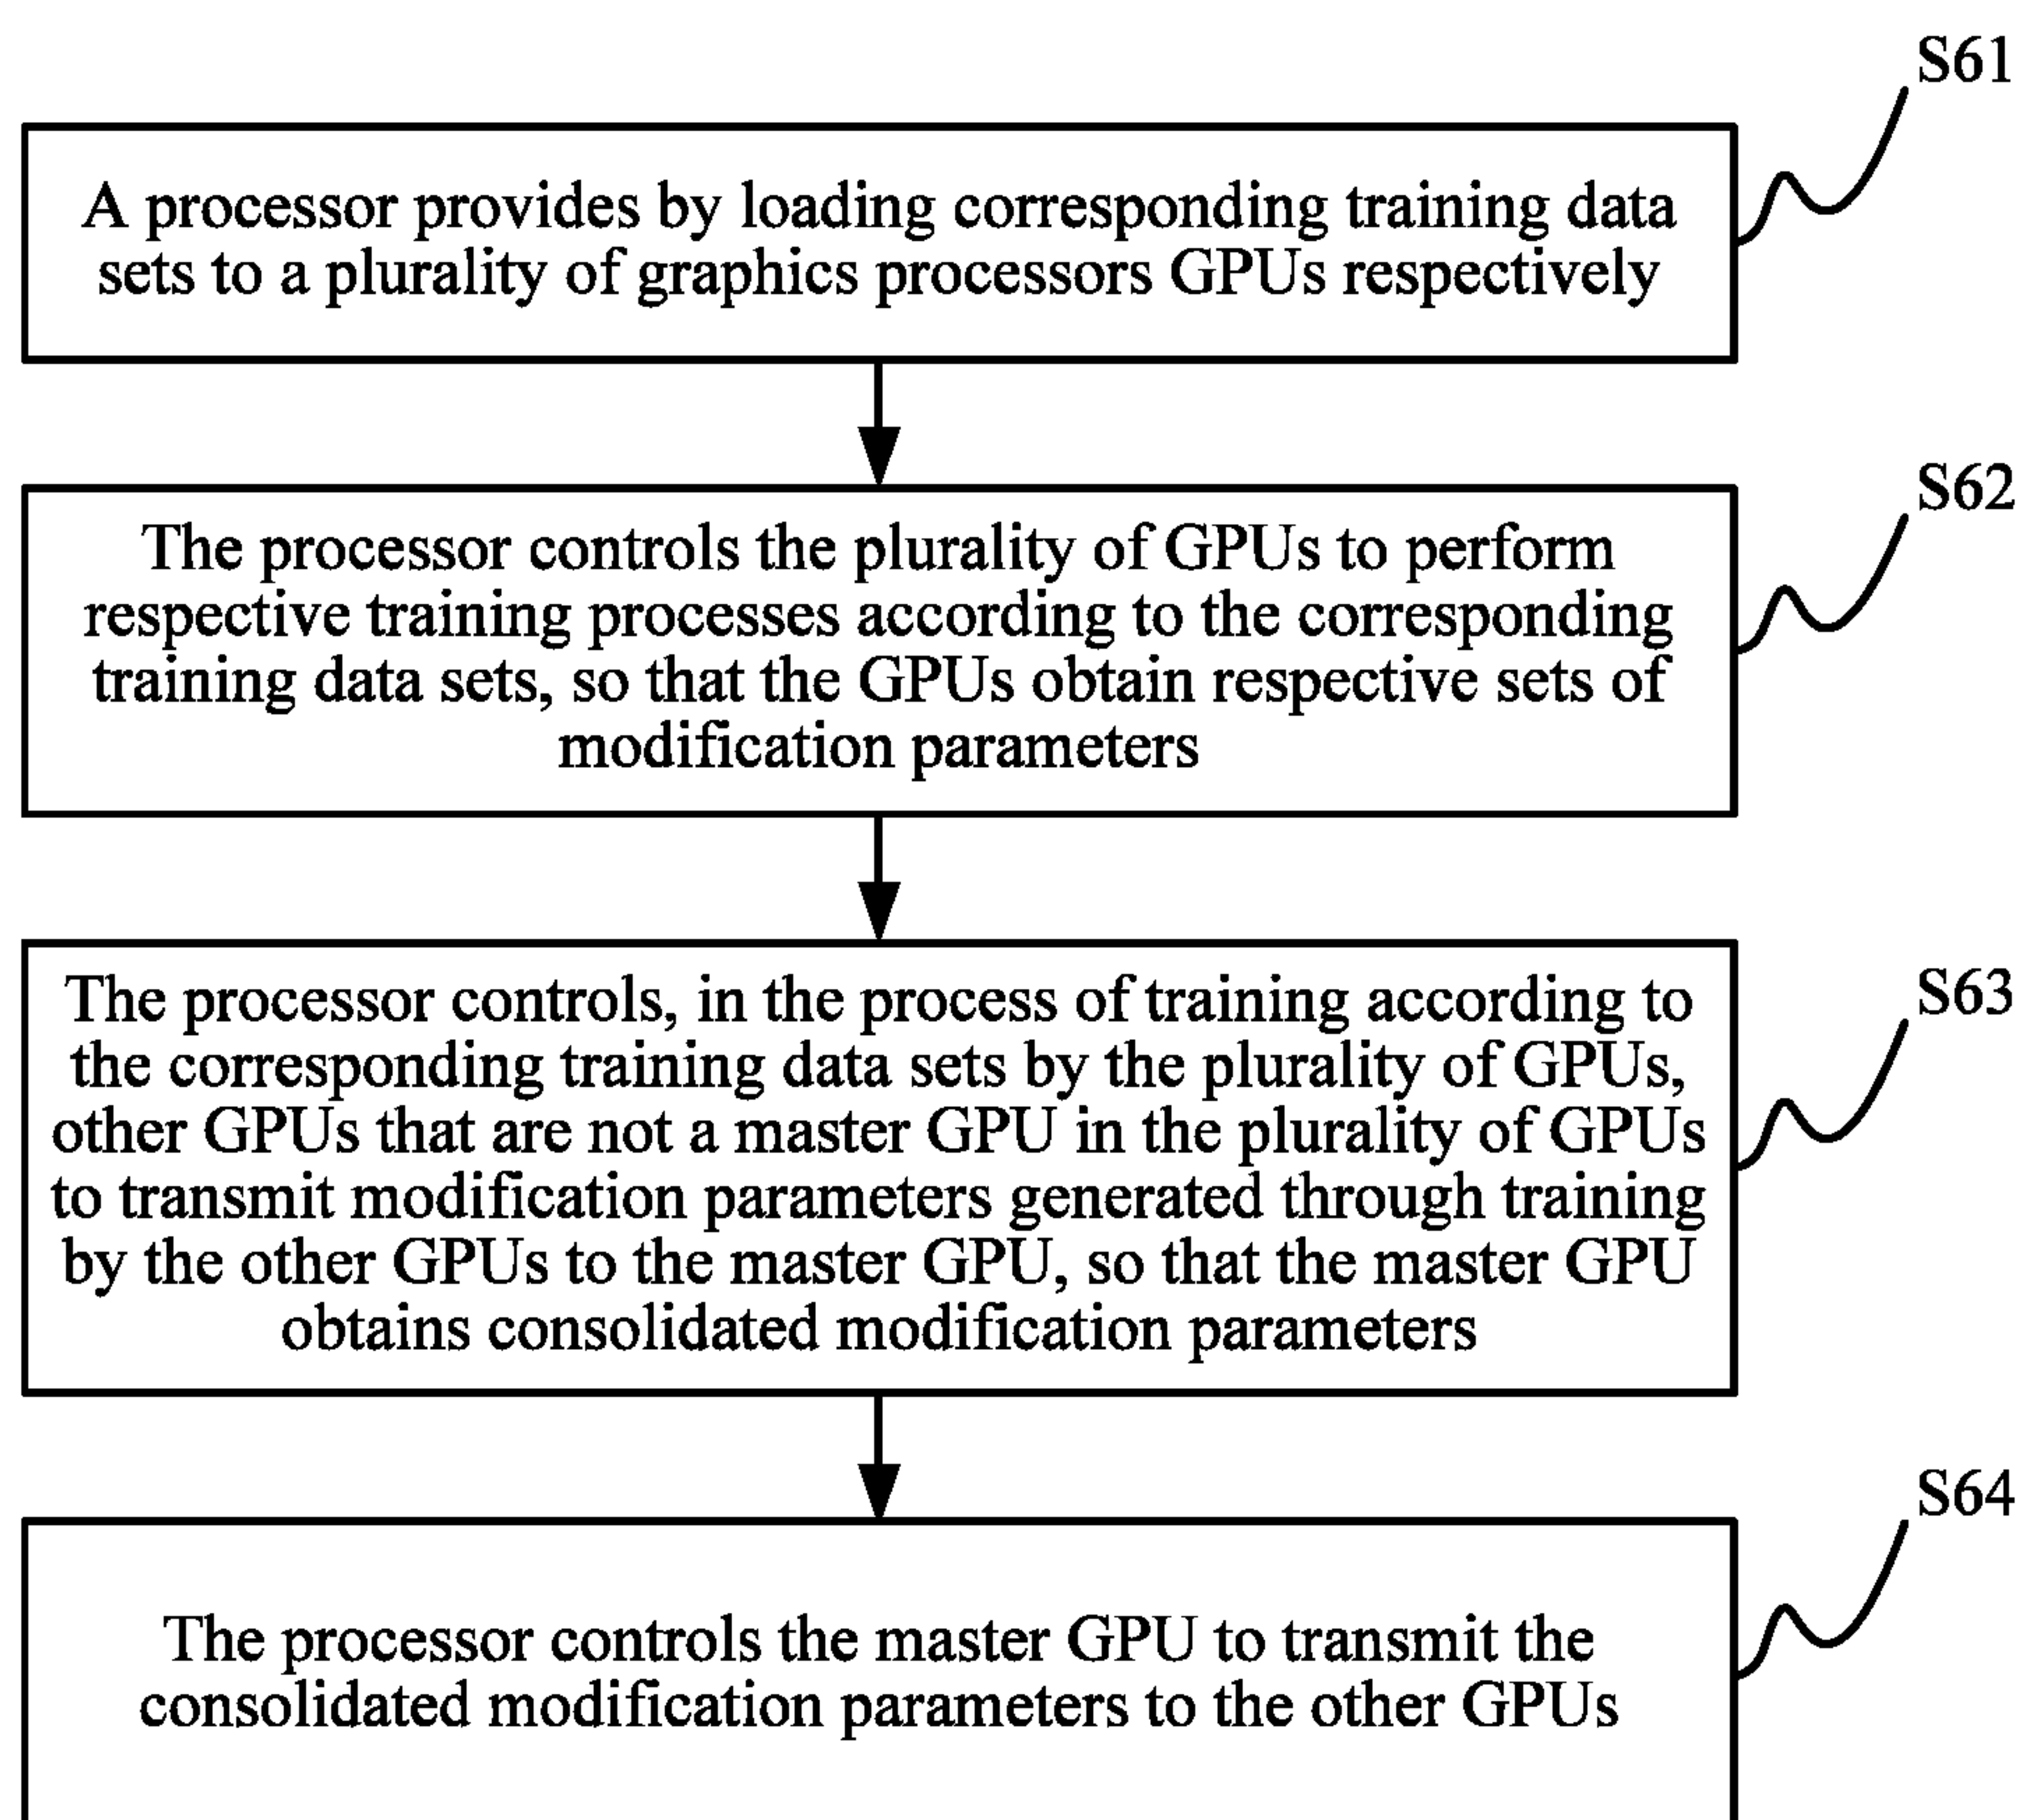 S61
A processor provides by loading corresponding training data
sets to a plurality of graphics processors GPUs respectively
S62
The processor controls the plurality of GPUs to perform
respective training processes according to the corresponding
training data sets, so that the GPUs obtain respective sets of
modification parameters
S63
The processor controls, in the process of training according to
the corresponding training data sets by the plurality of GPUs,
other GPUs that are not a master GPU in the plurality of GPUs
to transmit modification parameters generated through training
by the other GPUs to the master GPU, so that the master GPU
obtains consolidated modification parameters
S64
The processor controls the master GPU to transmit the
consolidated modification parameters to the other GPUs